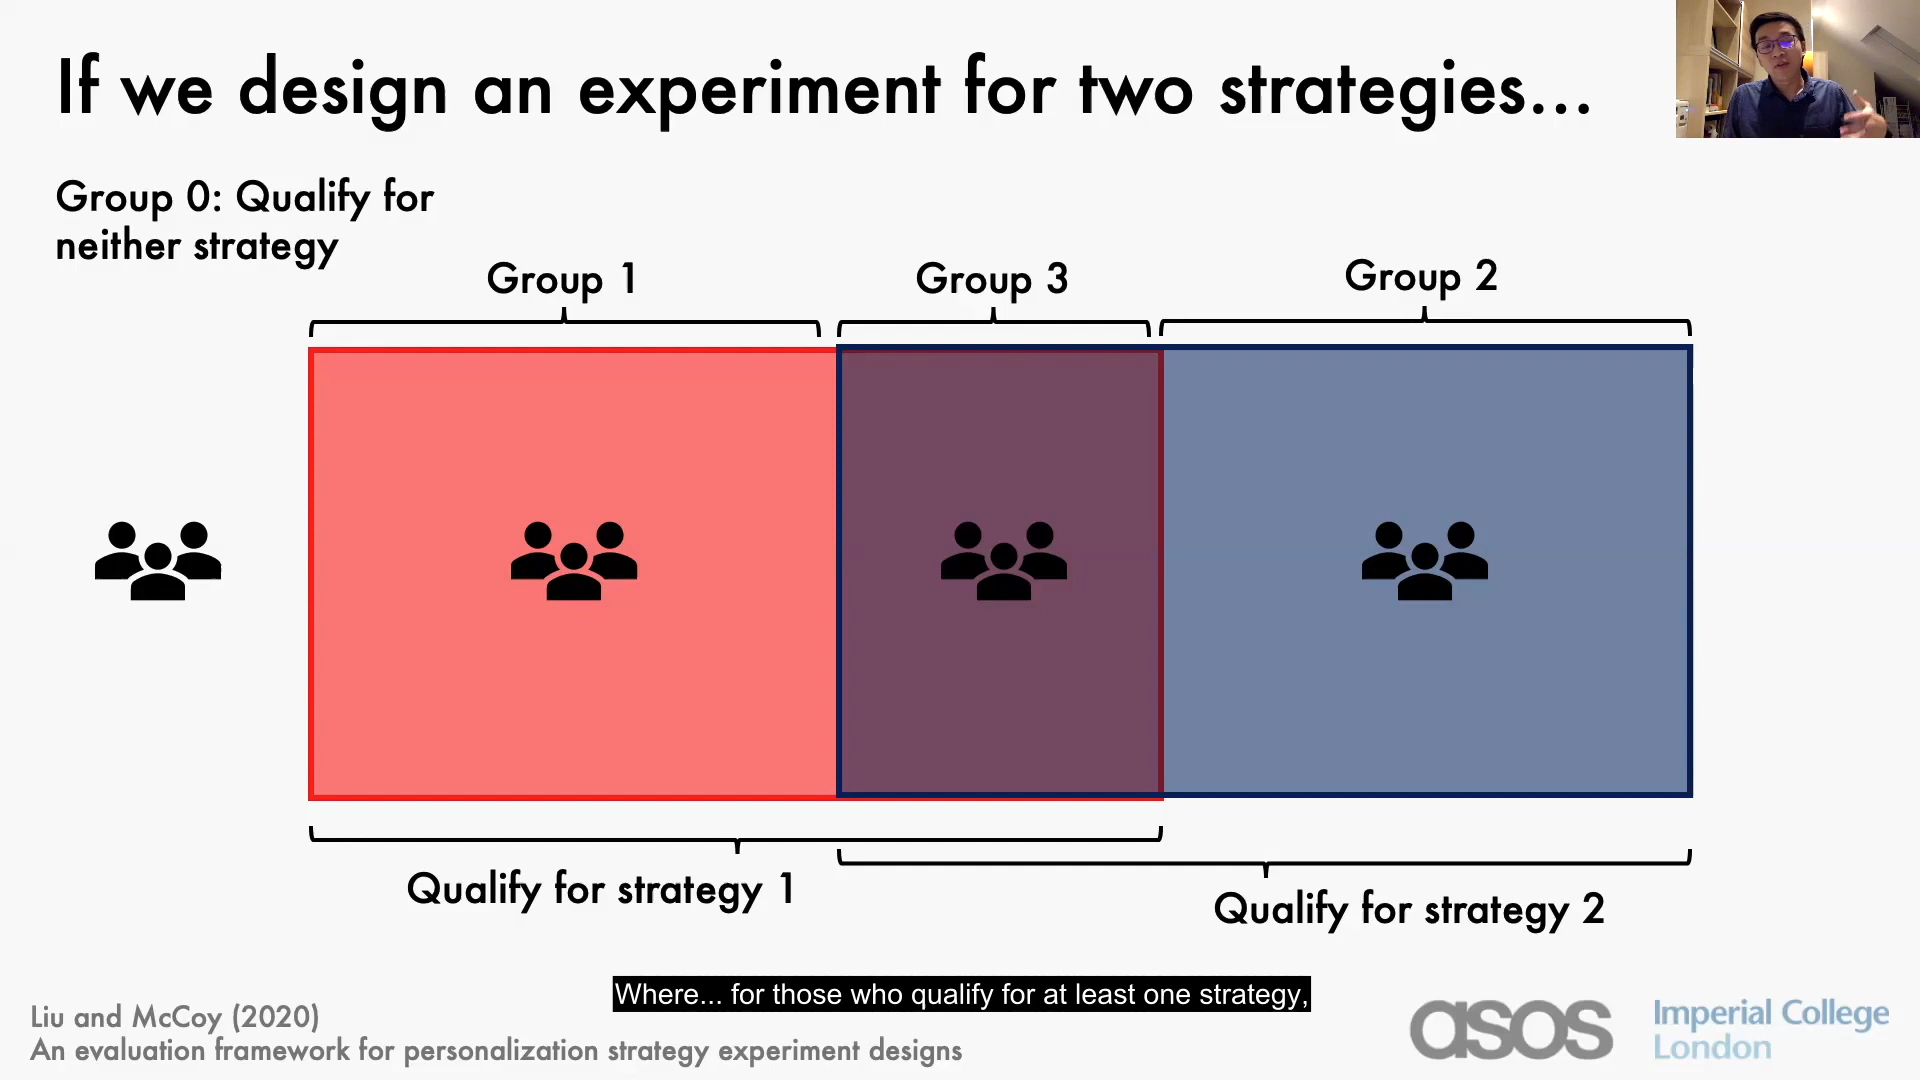 If we design an experiment for two strategies...
Group 0: Qualify for
neither strategy
Group 1
Group 3
Group 2
Qualify for strategy 1
Qualify for strategy 2
Where... for those who qualify for at least one strategy,
Liu and McCoy (2020)
An evaluation framework for personalization strategy experiment designs
asos
Imperial College
London